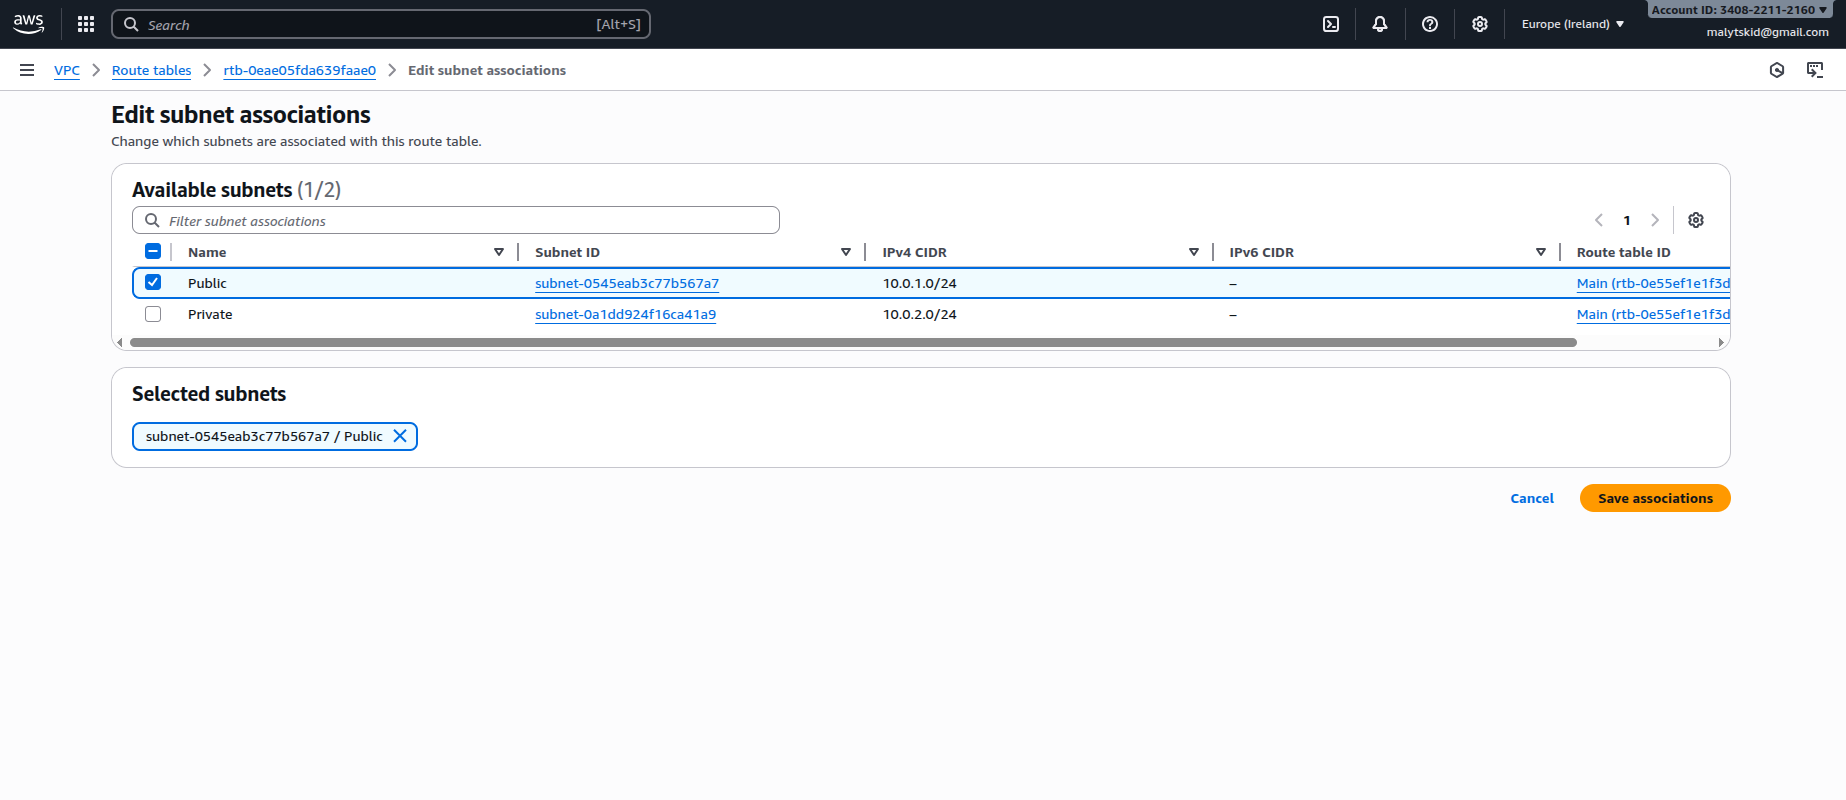 aws
Search [Alt+S]
Europe (Ireland)
Account ID: 3408-2211-2160
malytskid@gmail.com
VPC Route tables rtb-0eae05fda639faae0 Edit subnet associations
Edit subnet associations
Change which subnets are associated with this route table.
Available subnets (1/2)
Filter subnet associations
1
Name Subnet ID IPv4 CIDR IPv6 CIDR Route table ID
Public subnet-0545eab3c77b567a7 10.0.1.0/24 – Main (rtb-0e55ef1e1f3d
Private subnet-0a1dd924f16ca41a9 10.0.2.0/24 – Main (rtb-0e55ef1e1f3d
Selected subnets
subnet-0545eab3c77b567a7 / Public
Cancel Save associations